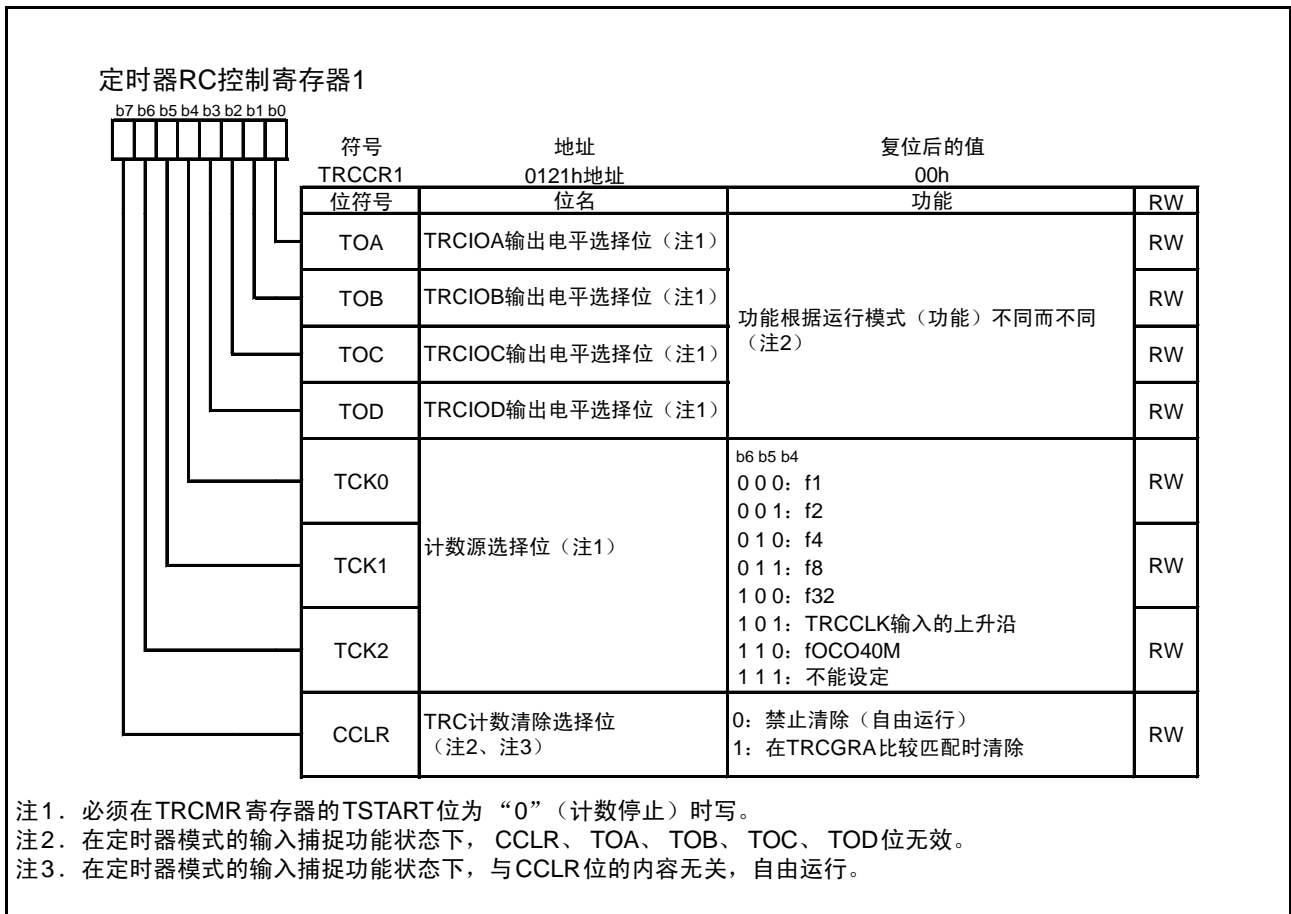 定时器RC控制寄存器1
b7 b6 b5 b4 b3 b2 b1 b0
符号 地址 复位后的值
TRCCR1 0121h地址 00h
位符号 位名 功能 RW
TOA TRCIOA输出电平选择位（注1） RW
TOB TRCIOB输出电平选择位（注1） RW
功能根据运行模式（功能）不同而不同
（注2）
TOC TRCIOC输出电平选择位（注1） RW
TOD TRCIOD输出电平选择位（注1） RW
TCK0 RW
TCK1 计数源选择位（注1） RW
TCK2 RW
b6 b5 b4
0 0 0：f1
0 0 1：f2
0 1 0：f4
0 1 1：f8
1 0 0：f32
1 0 1：TRCCLK输入的上升沿
1 1 0：fOCO40M
1 1 1：不能设定
CCLR TRC计数清除选择位
（注2、注3）
0：禁止清除（自由运行）
1：在TRCGRA比较匹配时清除
RW
注1．必须在TRCMR寄存器的TSTART位为“0”（计数停止）时写。
注2．在定时器模式的输入捕捉功能状态下，CCLR、TOA、TOB、TOC、TOD位无效。
注3．在定时器模式的输入捕捉功能状态下，与CCLR位的内容无关，自由运行。